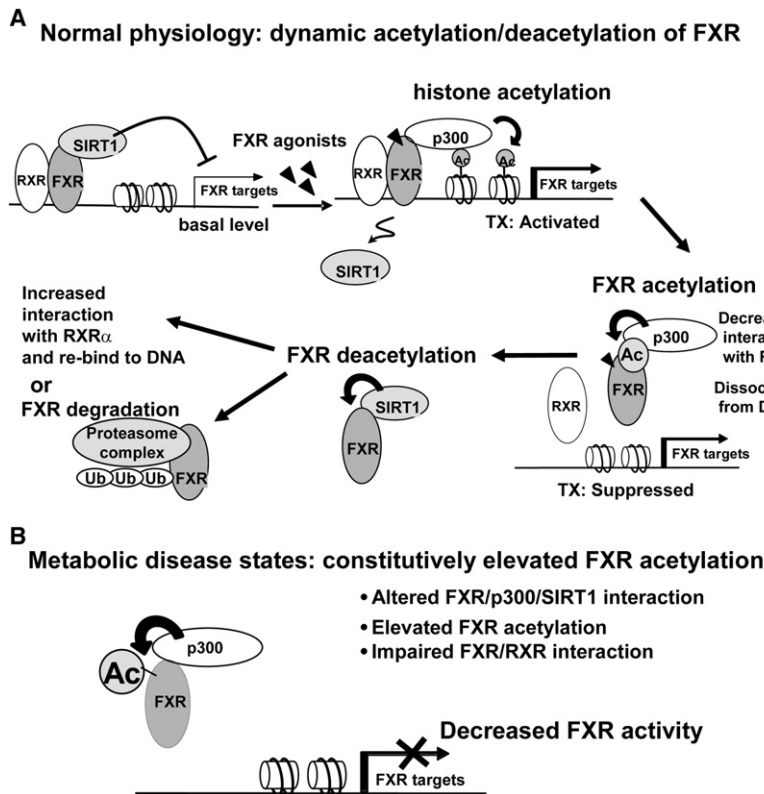 A
Normal physiology: dynamic acetylation/deacetylation of FXR
histone acetylation
SIRT1
RXR
FXR
FXR targets
basal level
FXR agonists
p300
Ac
Ac
RXR
FXR
FXR targets
TX: Activated
SIRT1
FXR acetylation
p300
Ac
FXR
RXR
with
from
FXR targets
TX: Suppressed
Increased
interaction
with RXRα
and re-bind to DNA
or
FXR degradation
Proteasome
complex
Ub
Ub
Ub
FXR
FXR deacetylation
SIRT1
FXR
B
Metabolic disease states: constitutively elevated FXR acetylation
• Altered FXR/p300/SIRT1 interaction
• Elevated FXR acetylation
• Impaired FXR/RXR interaction
p300
Ac
FXR
Decreased FXR activity
FXR targets